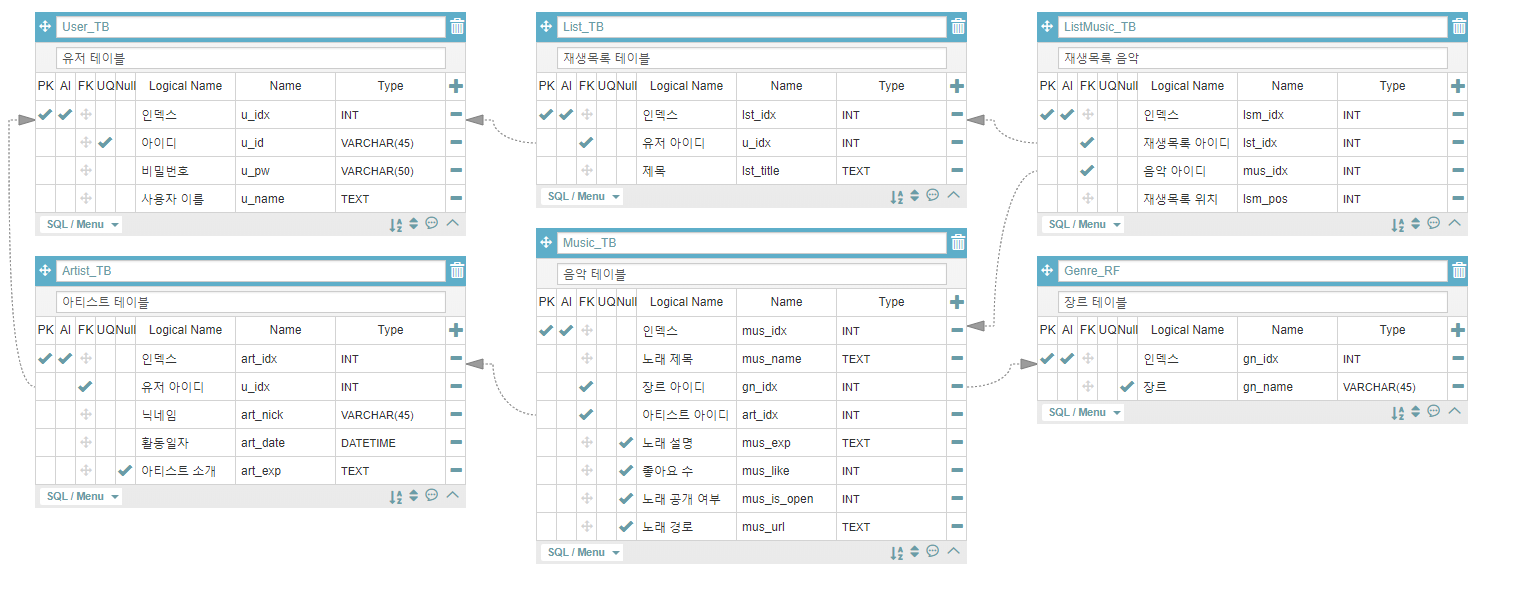 User_TB
유저 테이블
PK AI FK UQ Null Logical Name Name Type
인덱스 u_idx INT
아이디 u_id VARCHAR(45)
비밀번호 u_pw VARCHAR(50)
사용자 이름 u_name TEXT
SQL / Menu
List_TB
재생목록 테이블
PK AI FK UQ Null Logical Name Name Type
인덱스 lst_idx INT
유저 아이디 u_idx INT
제목 lst_title TEXT
SQL / Menu
ListMusic_TB
재생목록 음악
PK AI FK UQ Null Logical Name Name Type
인덱스 lsm_idx INT
재생목록 아이디 lst_idx INT
음악 아이디 mus_idx INT
재생목록 위치 lsm_pos INT
SQL / Menu
Artist_TB
아티스트 테이블
PK AI FK UQ Null Logical Name Name Type
인덱스 art_idx INT
유저 아이디 u_idx INT
닉네임 art_nick VARCHAR(45)
활동일자 art_date DATETIME
아티스트 소개 art_exp TEXT
SQL / Menu
Music_TB
음악 테이블
PK AI FK UQ Null Logical Name Name Type
인덱스 mus_idx INT
노래 제목 mus_name TEXT
장르 아이디 gn_idx INT
아티스트 아이디 art_idx INT
노래 설명 mus_exp TEXT
좋아요 수 mus_like INT
노래 공개 여부 mus_is_open INT
노래 경로 mus_url TEXT
SQL / Menu
Genre_RF
장르 테이블
PK AI FK UQ Null Logical Name Name Type
인덱스 gn_idx INT
장르 gn_name VARCHAR(45)
SQL / Menu